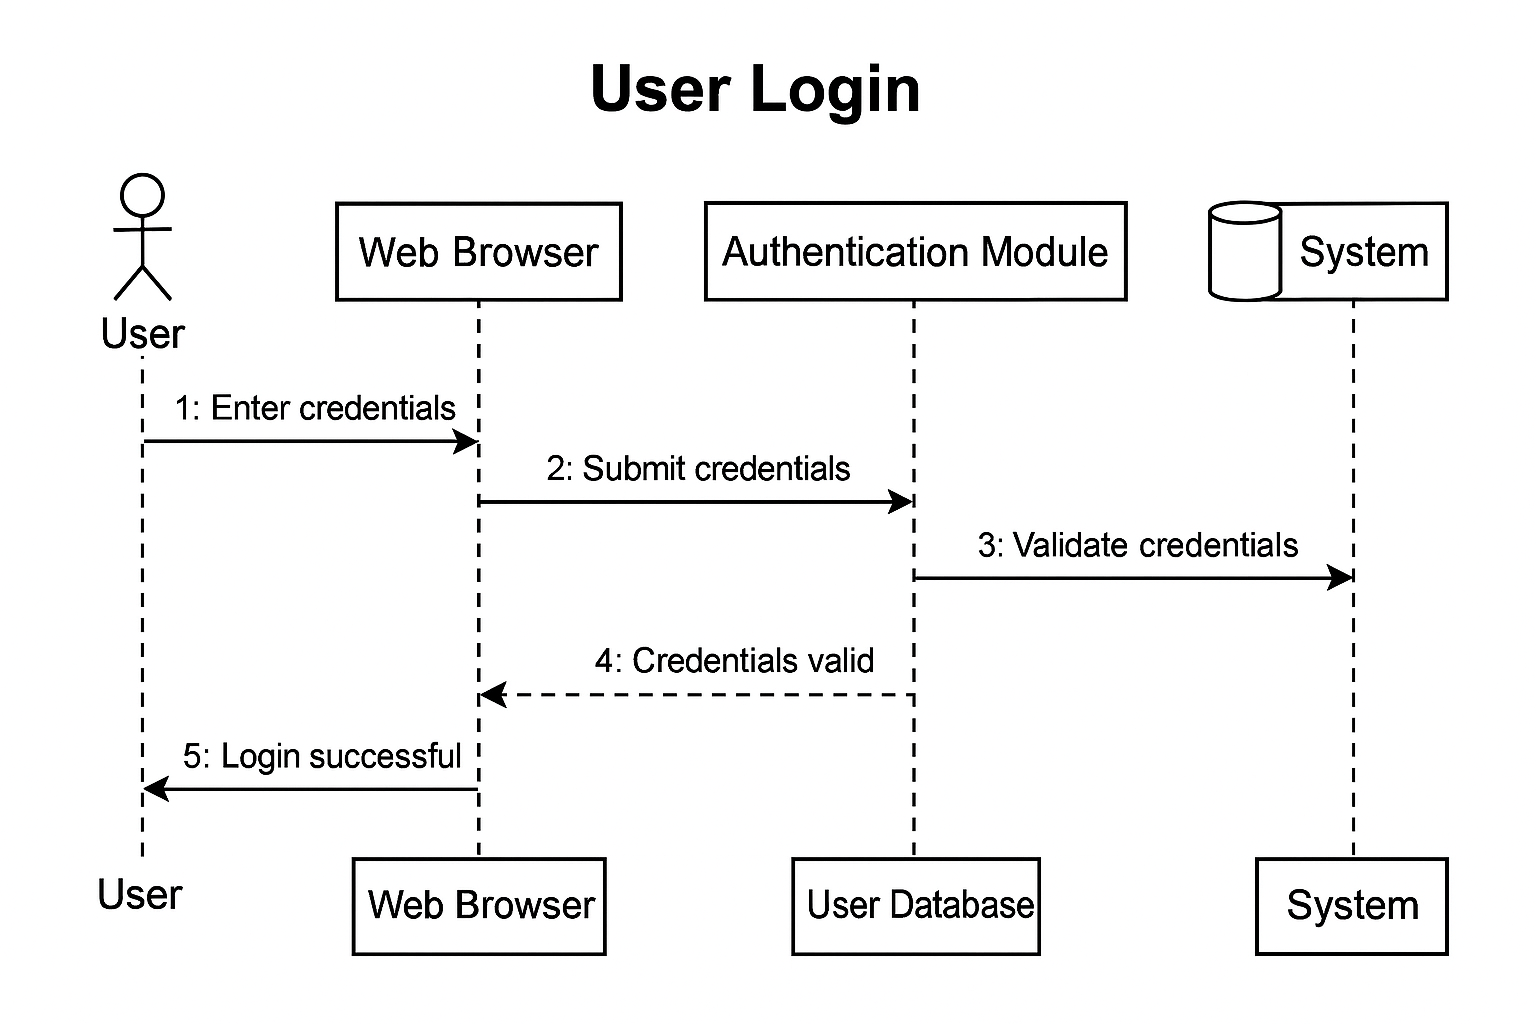 User Login
User
Web Browser
Authentication Module
System
1: Enter credentials
2: Submit credentials
3: Validate credentials
4: Credentials valid
5: Login successful
User
Web Browser
User Database
System